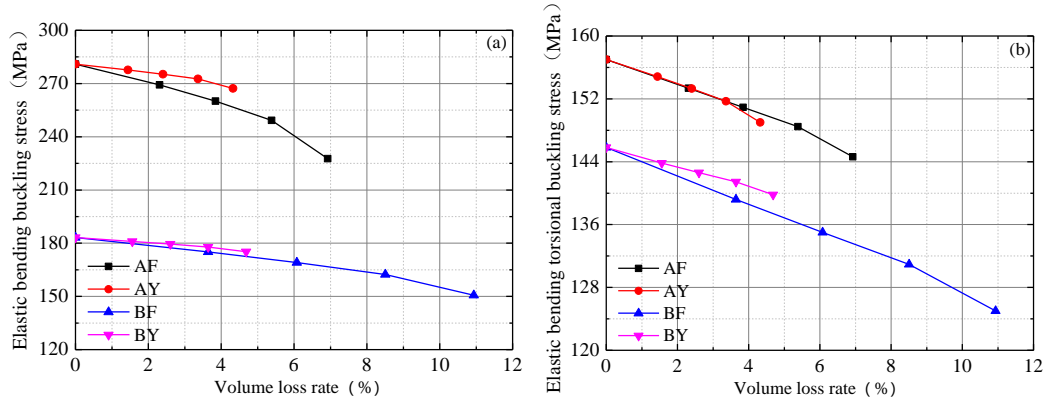 (a)
Elastic bending buckling stress（MPa）
300
270
240
210
180
150
120
AF
AY
BF
BY
0 2 4 6 8 10 12
Volume loss rate（%）
(b)
Elastic bending torsional buckling stress（MPa）
160
152
144
136
128
120
AF
AY
BF
BY
0 2 4 6 8 10 12
Volume loss rate（%）